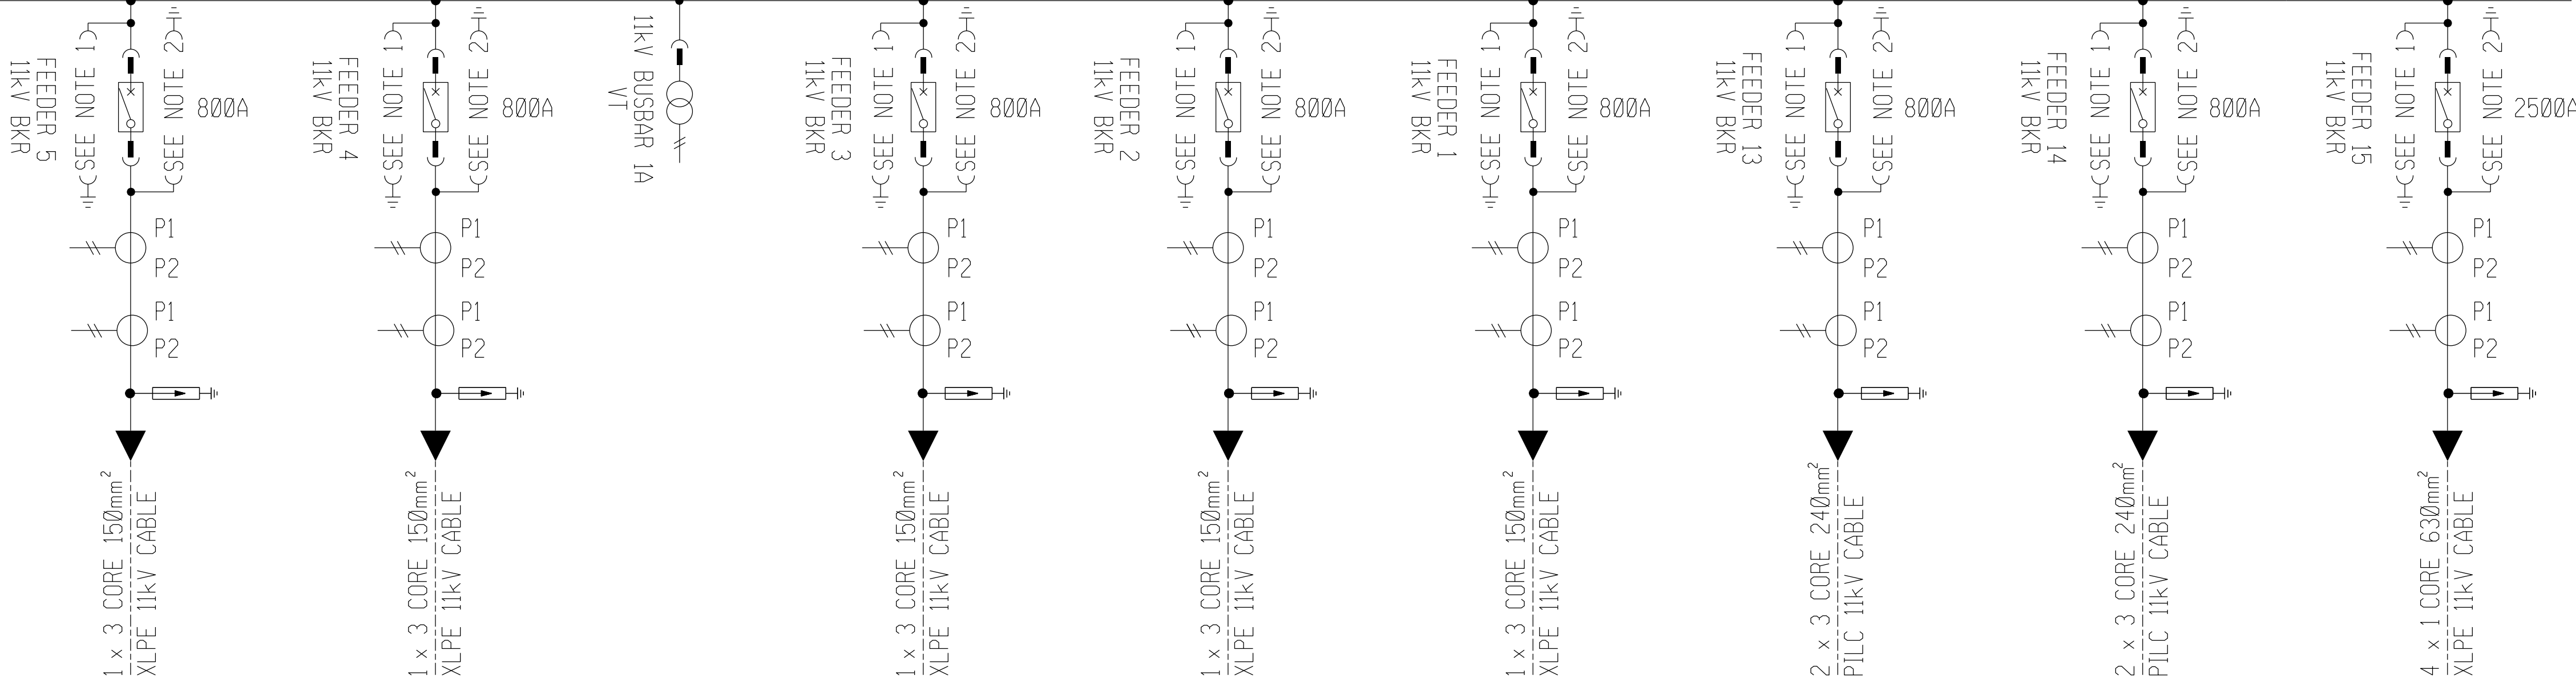 FEEDER 5
11kV BKR
SEE NOTE 1
SEE NOTE 2
800A
P1
P2
P1
P2
1 x 3 CORE 150mm²
XLPE 11kV CABLE
FEEDER 4
11kV BKR
SEE NOTE 1
SEE NOTE 2
800A
P1
P2
P1
P2
1 x 3 CORE 150mm²
XLPE 11kV CABLE
11kV BUSBAR 1A
VT
FEEDER 3
11kV BKR
SEE NOTE 1
SEE NOTE 2
800A
P1
P2
P1
P2
1 x 3 CORE 150mm²
XLPE 11kV CABLE
FEEDER 2
11kV BKR
SEE NOTE 1
SEE NOTE 2
800A
P1
P2
P1
P2
1 x 3 CORE 150mm²
XLPE 11kV CABLE
FEEDER 1
11kV BKR
SEE NOTE 1
SEE NOTE 2
800A
P1
P2
P1
P2
1 x 3 CORE 150mm²
XLPE 11kV CABLE
FEEDER 13
11kV BKR
SEE NOTE 1
SEE NOTE 2
800A
P1
P2
P1
P2
2 x 3 CORE 240mm²
PILC 11kV CABLE
FEEDER 14
11kV BKR
SEE NOTE 1
SEE NOTE 2
800A
P1
P2
P1
P2
2 x 3 CORE 240mm²
PILC 11kV CABLE
FEEDER 15
11kV BKR
SEE NOTE 1
SEE NOTE 2
2500A
P1
P2
P1
P2
4 x 1 CORE 630mm²
XLPE 11kV CABLE